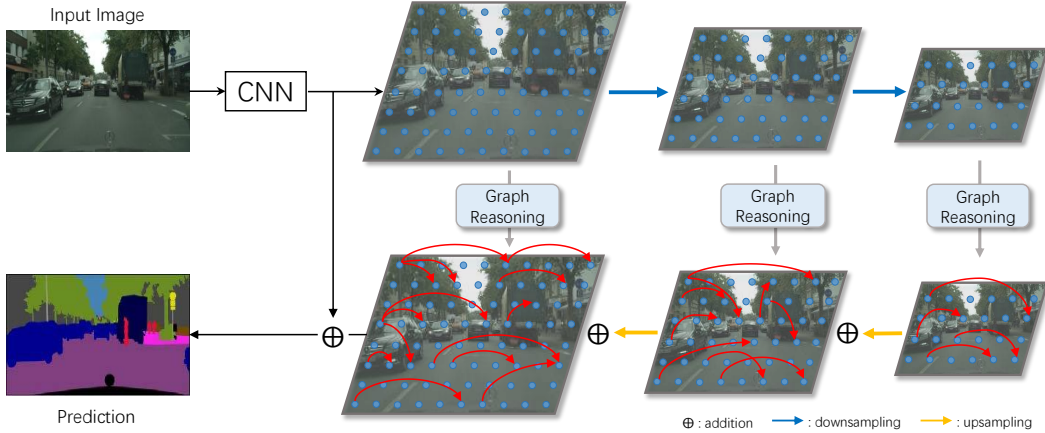 Input Image
CNN
Graph
Reasoning
Graph
Reasoning
Graph
Reasoning
Prediction
⊕ : addition
: downsampling
: upsampling